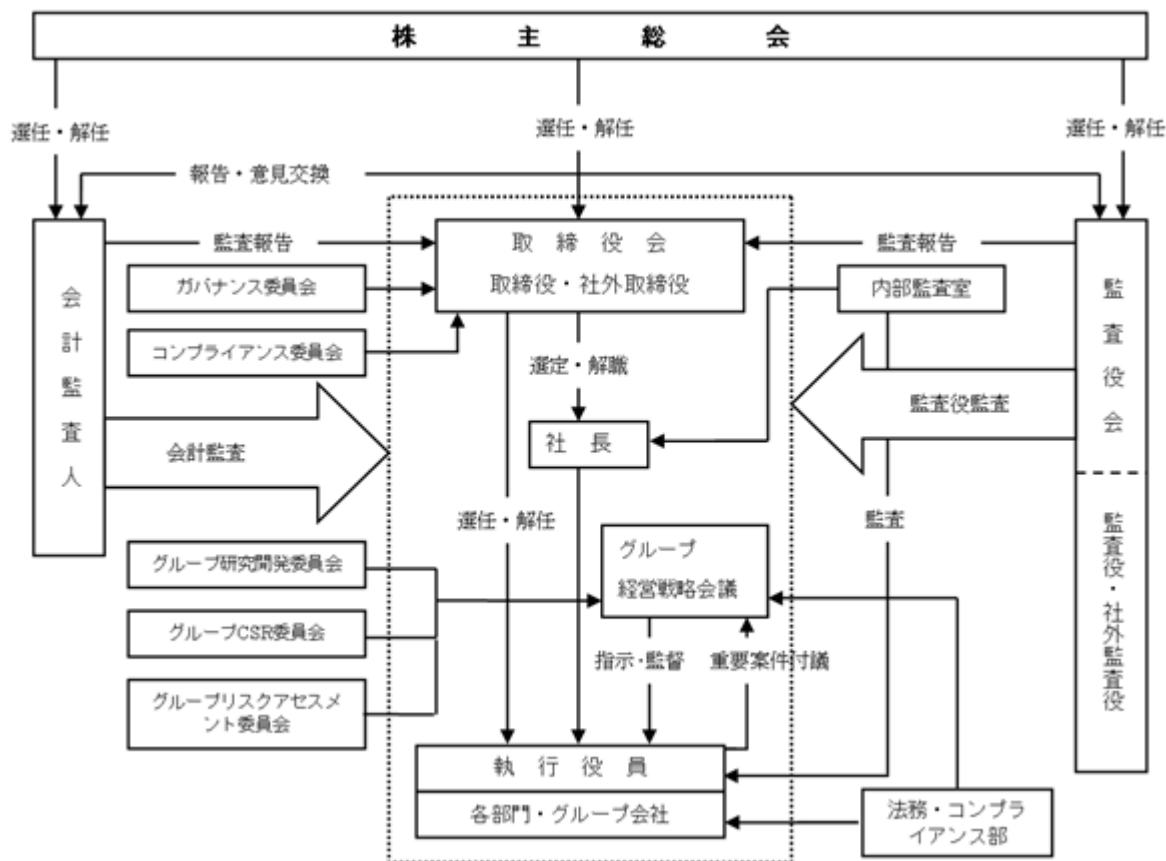 株主総会
選任・解任
選任・解任
選任・解任
報告・意見交換
監査報告
取締役会
取締役・社外取締役
監査報告
ガバナンス委員会
内部監査室
コンプライアンス委員会
選定・解職
会計監査人
監査役会
監査役監査
社長
会計監査
選任・解任
監査
監査役・社外監査役
グループ
経営戦略会議
グループ研究開発委員会
グループCSR委員会
指示・監督
重要案件付議
グループリスクアセスメ
ント委員会
執行役員
各部門・グループ会社
法務・コンプラ
イアンス部